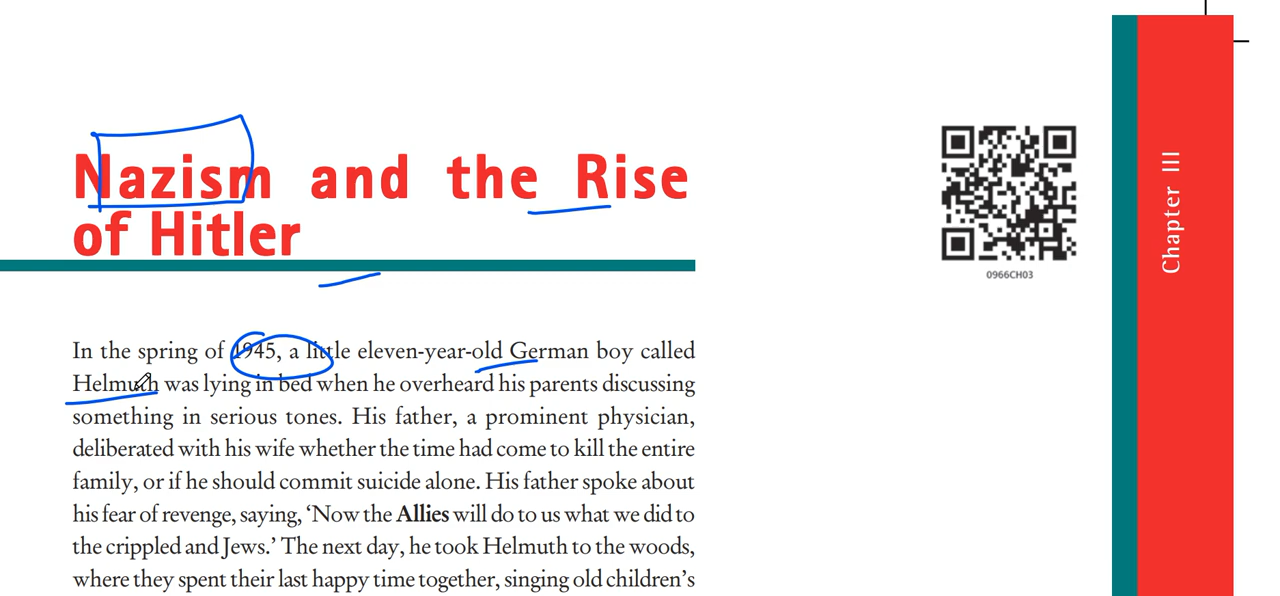 Nazism and the Rise
of Hitler
0966CH03
Chapter III
In the spring of 1945, a little eleven-year-old German boy called
Helmuth was lying in bed when he overheard his parents discussing
something in serious tones. His father, a prominent physician,
deliberated with his wife whether the time had come to kill the entire
family, or if he should commit suicide alone. His father spoke about
his fear of revenge, saying, ‘Now the Allies will do to us what we did to
the crippled and Jews.’ The next day, he took Helmuth to the woods,
where they spent their last happy time together, singing old children’s